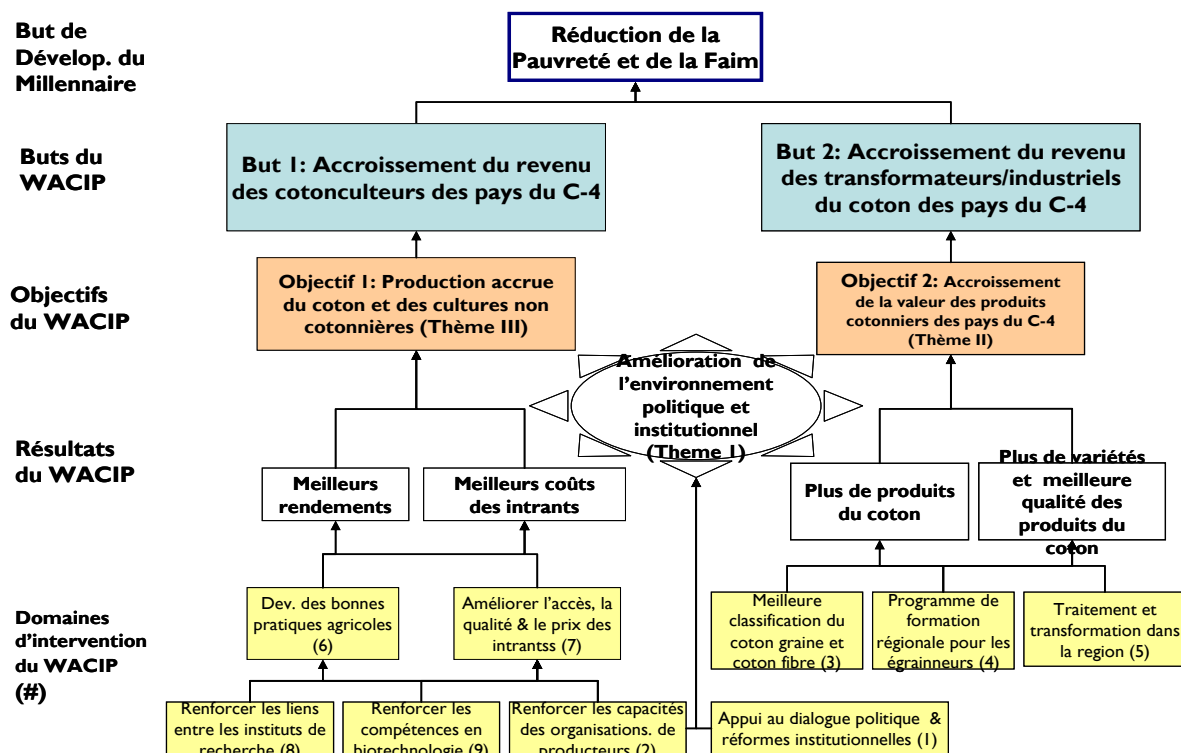 But de
Dévelop. du
Millennaire
Réduction de la
Pauvreté et de la Faim
Buts du
WACIP
But 1: Accroissement du revenu
des cotonculteurs des pays du C-4
But 2: Accroissement du revenu
des transformateurs/industriels
du coton des pays du C-4
Objectifs
du WACIP
Objectif 1: Production accrue
du coton et des cultures non
cotonnières (Thème III)
Objectif 2: Accroissement
de la valeur des produits
cotonniers des pays du C-4
(Thème II)
Amélioration de
l'environnement
politique et
institutionnel
(Theme 1)
Résultats
du WACIP
Meilleurs
rendements
Meilleurs coûts
des intrants
Plus de produits
du coton
Plus de variétés
et meilleure
qualité des
produits du
coton
Domaines
d'intervention
du WACIP
(#)
Dev. des bonnes
pratiques agricoles
(6)
Améliorer l'accès, la
qualité & le prix des
intrantss (7)
Meilleure
classification du
coton graine et
coton fibre (3)
Programme de
formation
régionale pour les
égrainneurs (4)
Traitement et
transformation dans
la region (5)
Renforcer les liens
entre les instituts de
recherche (8)
Renforcer les
compétences en
biotechnologie (9)
Renforcer les capacités
des organisations. de
producteurs (2)
Appui au dialogue politique &
réformes institutionnelles (1)